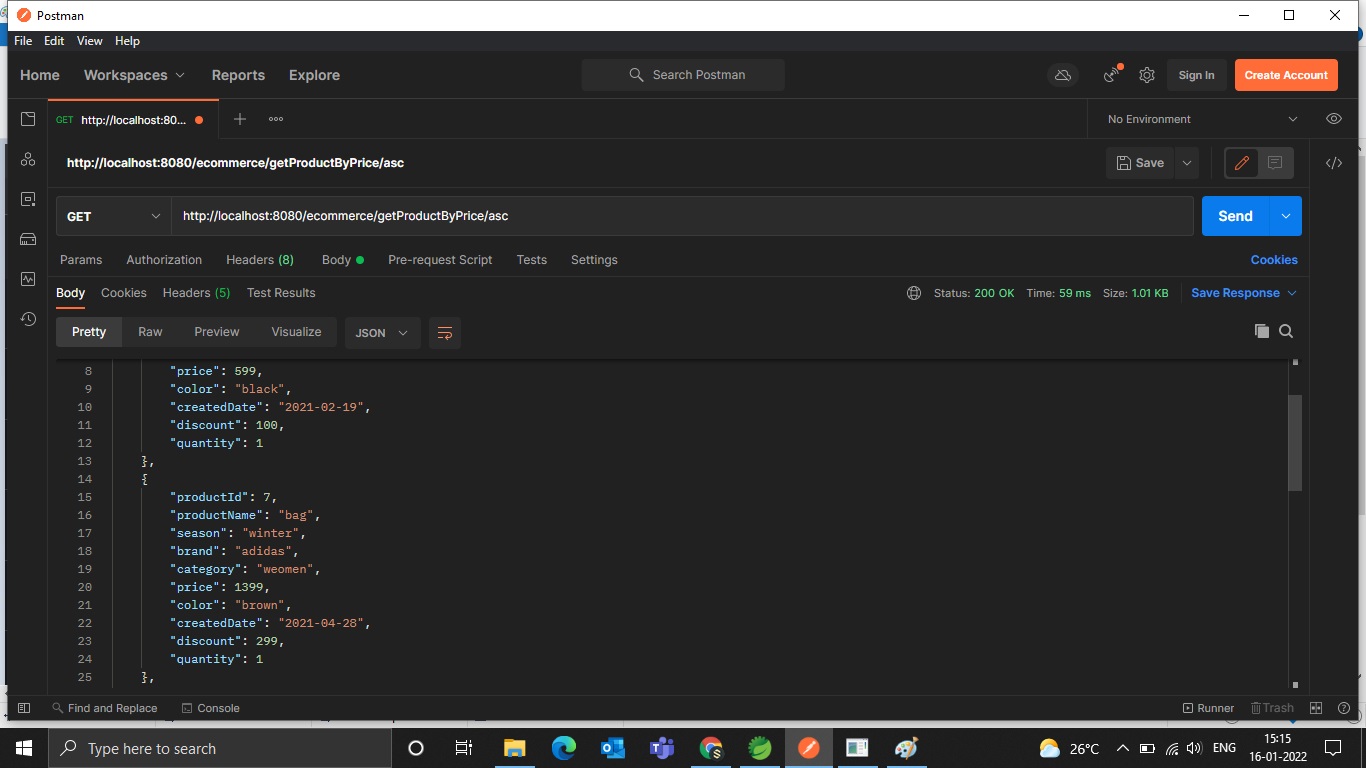 Postman
File Edit View Help
Home Workspaces Reports Explore Search Postman Sign In Create Account
GET http://localhost:80... No Environment
http://localhost:8080/ecommerce/getProductByPrice/asc Save
GET http://localhost:8080/ecommerce/getProductByPrice/asc Send
Params Authorization Headers (8) Body Pre-request Script Tests Settings Cookies
Body Cookies Headers (5) Test Results Status: 200 OK Time: 59 ms Size: 1.01 KB Save Response
Pretty Raw Preview Visualize JSON
8 "price": 599,
9 "color": "black",
10 "createdDate": "2021-02-19",
11 "discount": 100,
12 "quantity": 1
13 },
14 {
15 "productId": 7,
16 "productName": "bag",
17 "season": "winter",
18 "brand": "adidas",
19 "category": "weomen",
20 "price": 1399,
21 "color": "brown",
22 "createdDate": "2021-04-28",
23 "discount": 299,
24 "quantity": 1
25 },
Find and Replace Console Runner Trash
Type here to search 26°C ENG 15:15
16-01-2022